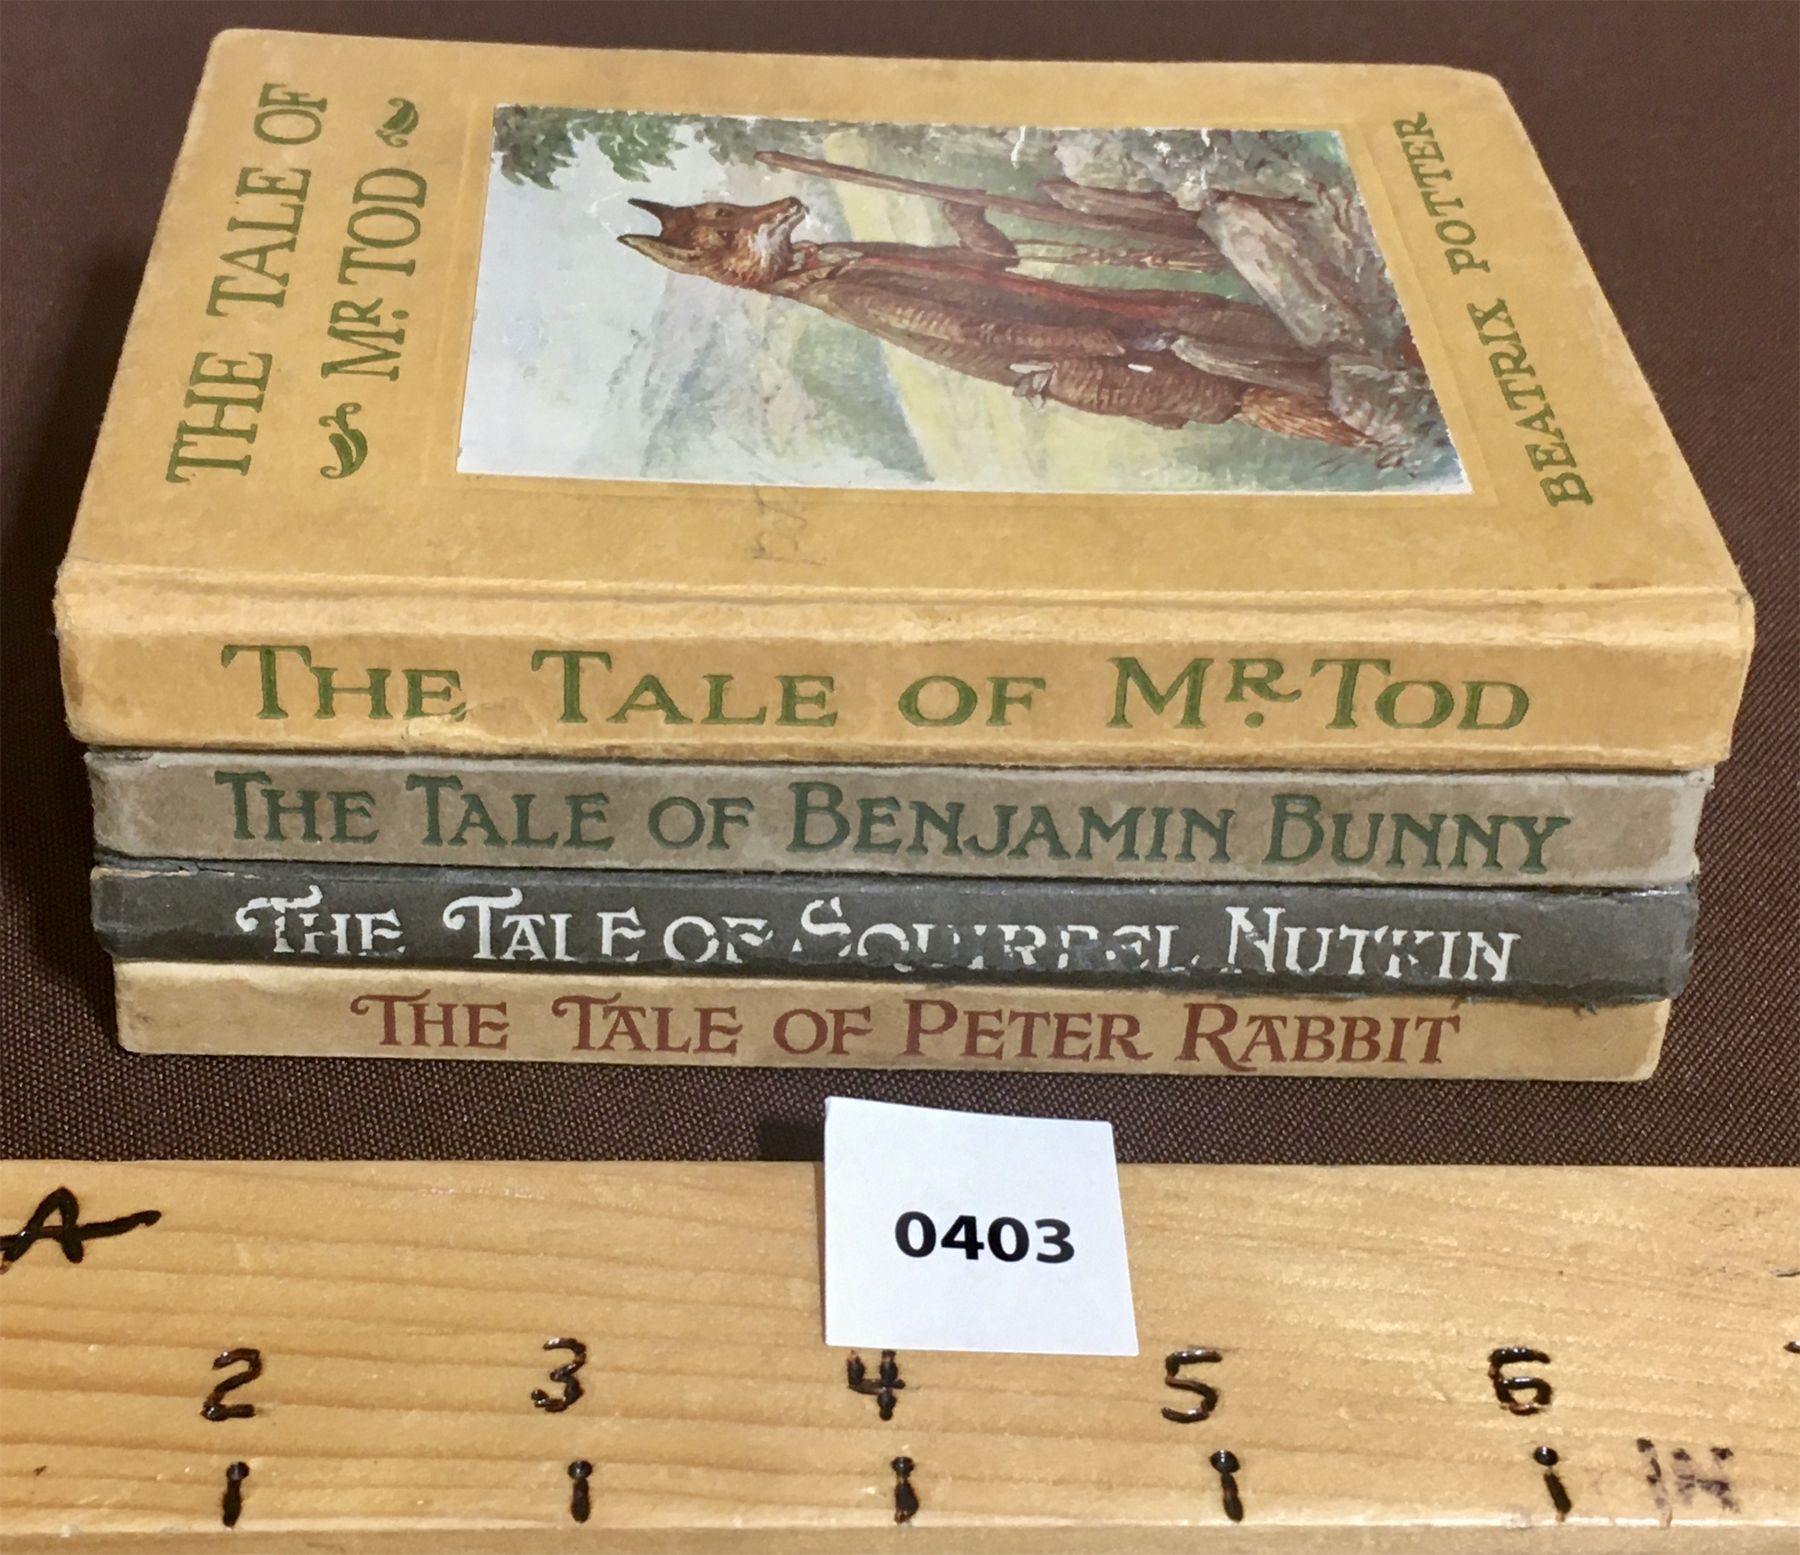 THE TALE OF
MR. TOD
BEATRIX POTTER
THE TALE OF MR. TOD
THE TALE OF BENJAMIN BUNNY
THE TALE OF SQUIRREL NUTKIN
THE TALE OF PETER RABBIT
0403
A
2 3 4 5 6